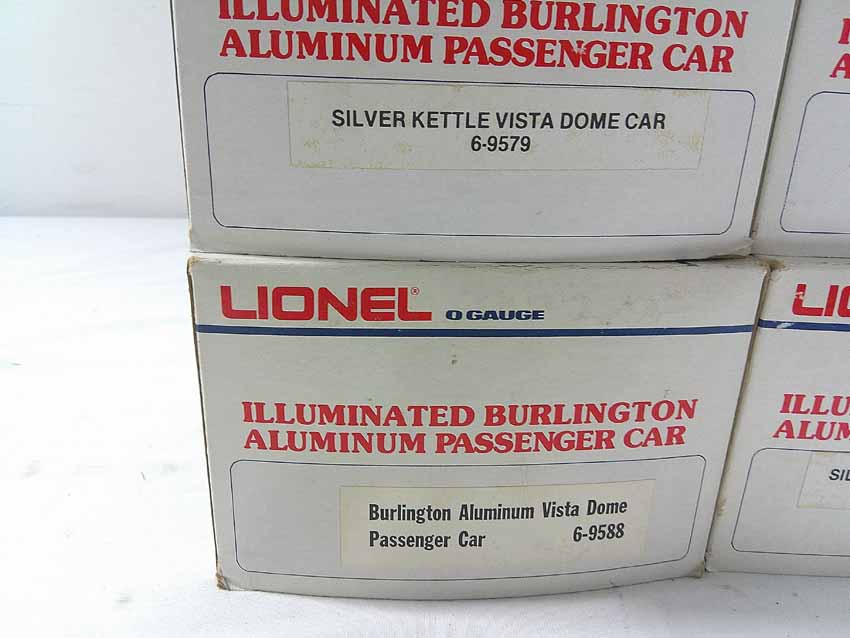 ILLUMINATED BURLINGTON
ALUMINUM PASSENGER CAR
SILVER KETTLE VISTA DOME CAR
6-9579
LIONEL® O GAUGE
ILLUMINATED BURLINGTON
ALUMINUM PASSENGER CAR
Burlington Aluminum Vista Dome
Passenger Car 6-9588